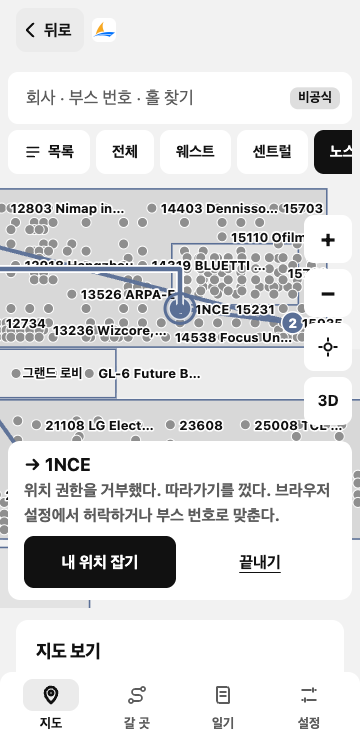 뒤로
회사 · 부스 번호 · 홀 찾기
비공식
목록
전체
웨스트
센트럴
12803 Nimap in...
14403 Dennisso...
15703
15110 Ofilm
14319 BLUETTI ...
13526 ARPA-E
1NCE 15231
2
12734
13236 Wizcore,...
14538 Focus Un...
그랜드 로비
GL-6 Future B...
21108 LG Elect...
23608
25008 TCL
+
−
3D
→ 1NCE
위치 권한을 거부했다. 따라가기를 껐다. 브라우저
설정에서 허락하거나 부스 번호로 맞춘다.
내 위치 잡기
끝내기
지도 보기
지도
갈 곳
일기
설정